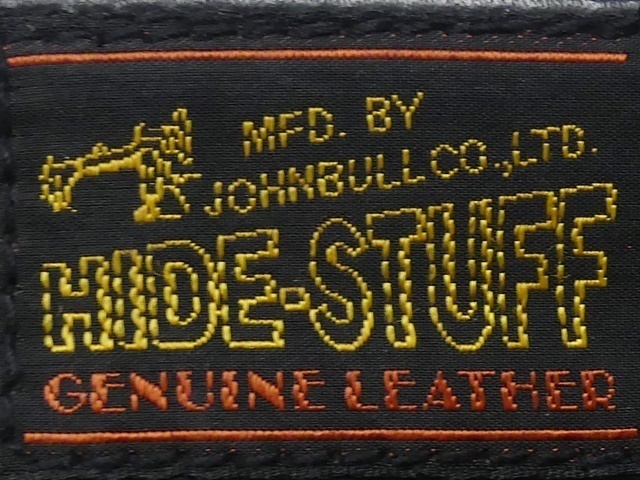 MFD. BY
JOHNBULL CO.,LTD.
HIDE-STUFF
GENUINE LEATHER